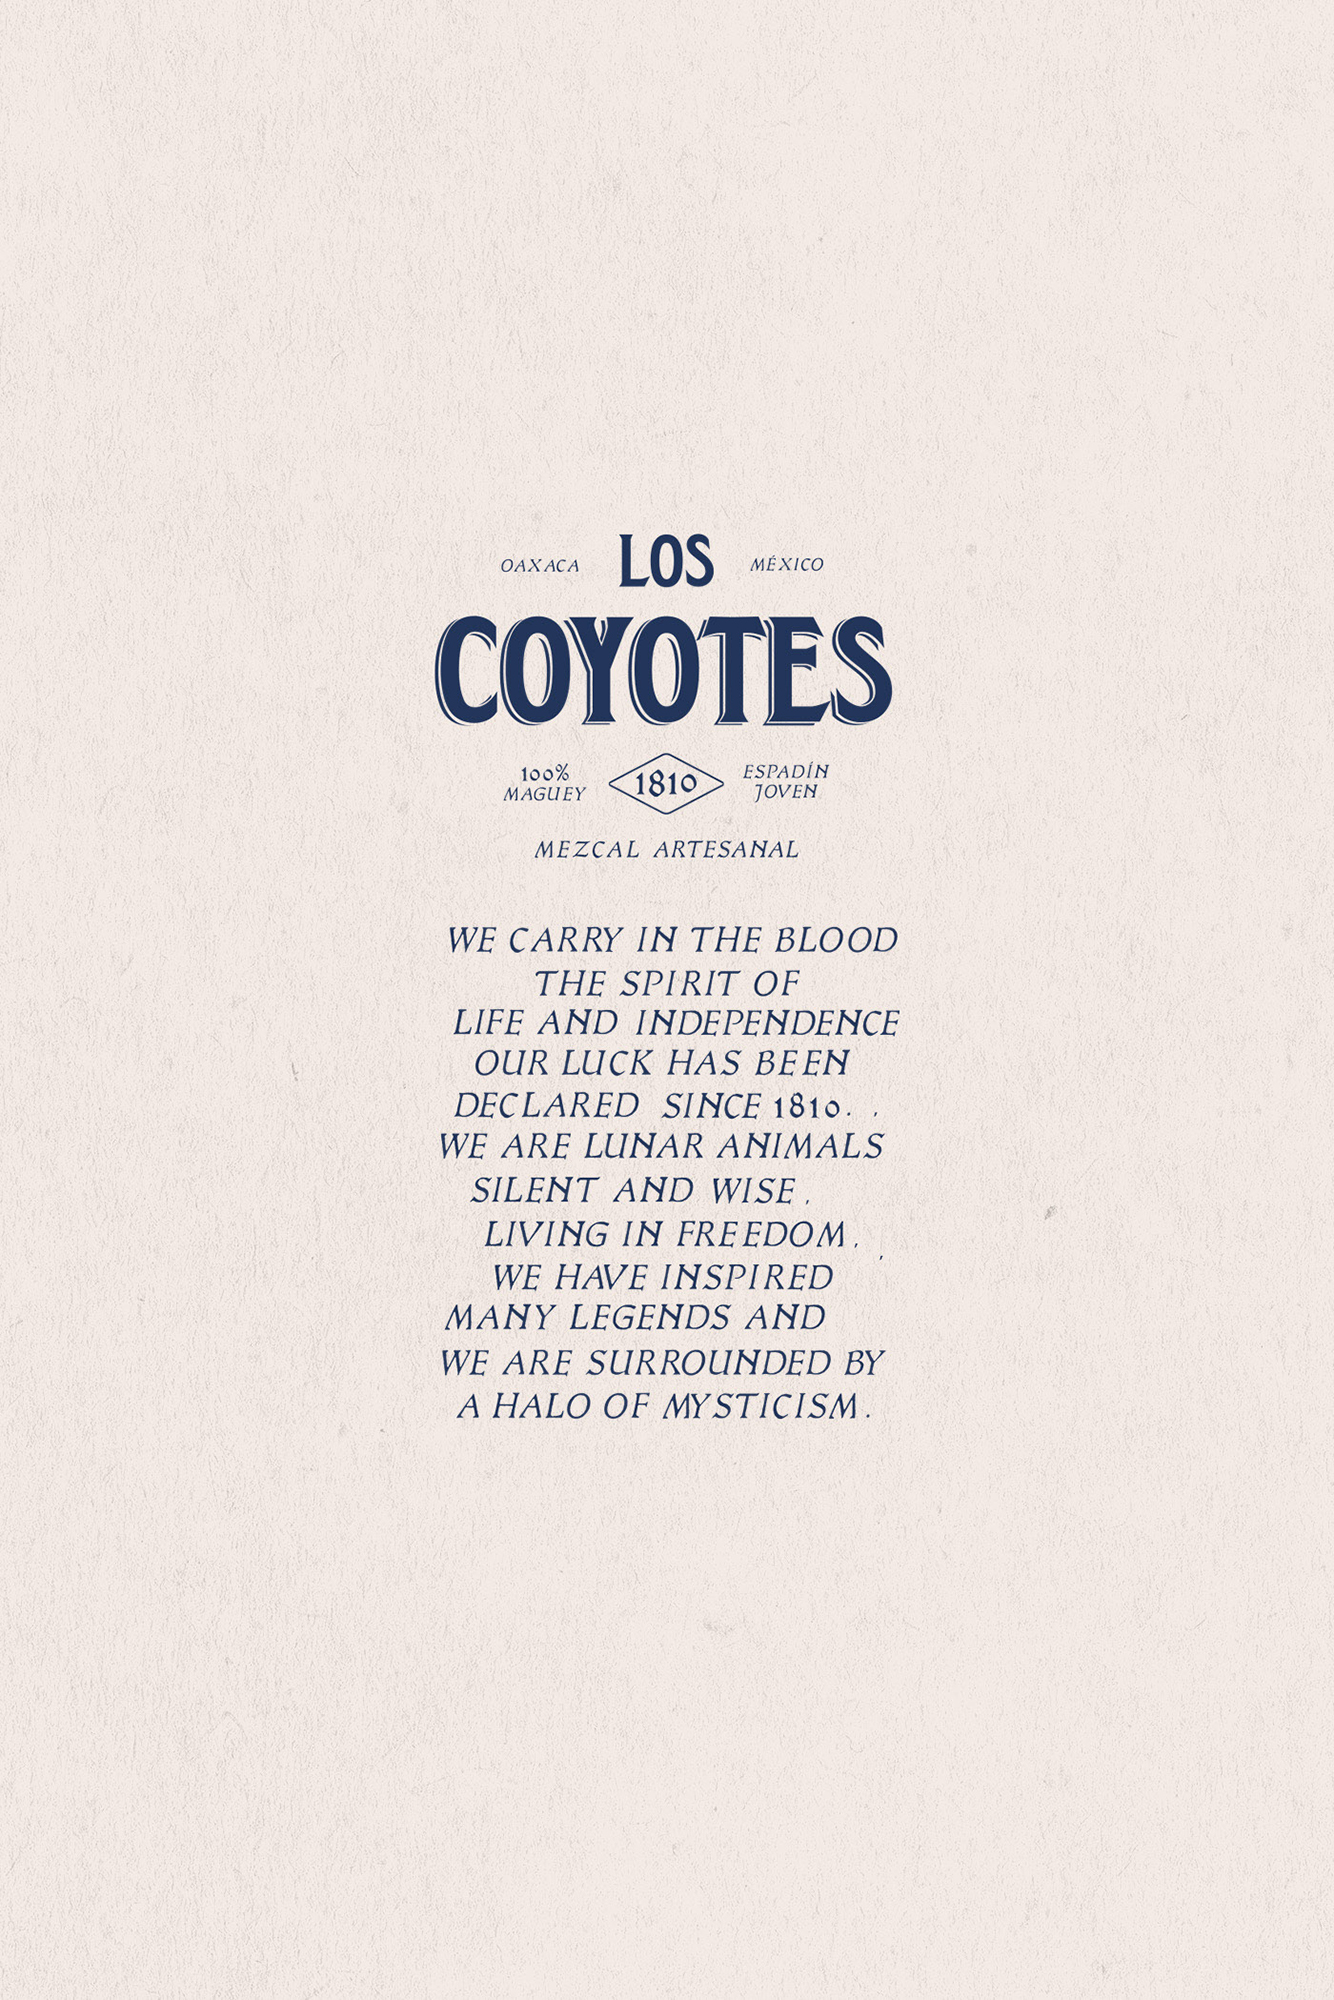 OAXACA LOS MÉXICO
COYOTES
100% MAGUEY 1810 ESPADÍN JOVEN
MEZCAL ARTESANAL
WE CARRY IN THE BLOOD
THE SPIRIT OF
LIFE AND INDEPENDENCE
OUR LUCK HAS BEEN
DECLARED SINCE 1810. .
WE ARE LUNAR ANIMALS
SILENT AND WISE,
LIVING IN FREEDOM,
WE HAVE INSPIRED
MANY LEGENDS AND
WE ARE SURROUNDED BY
A HALO OF MYSTICISM.